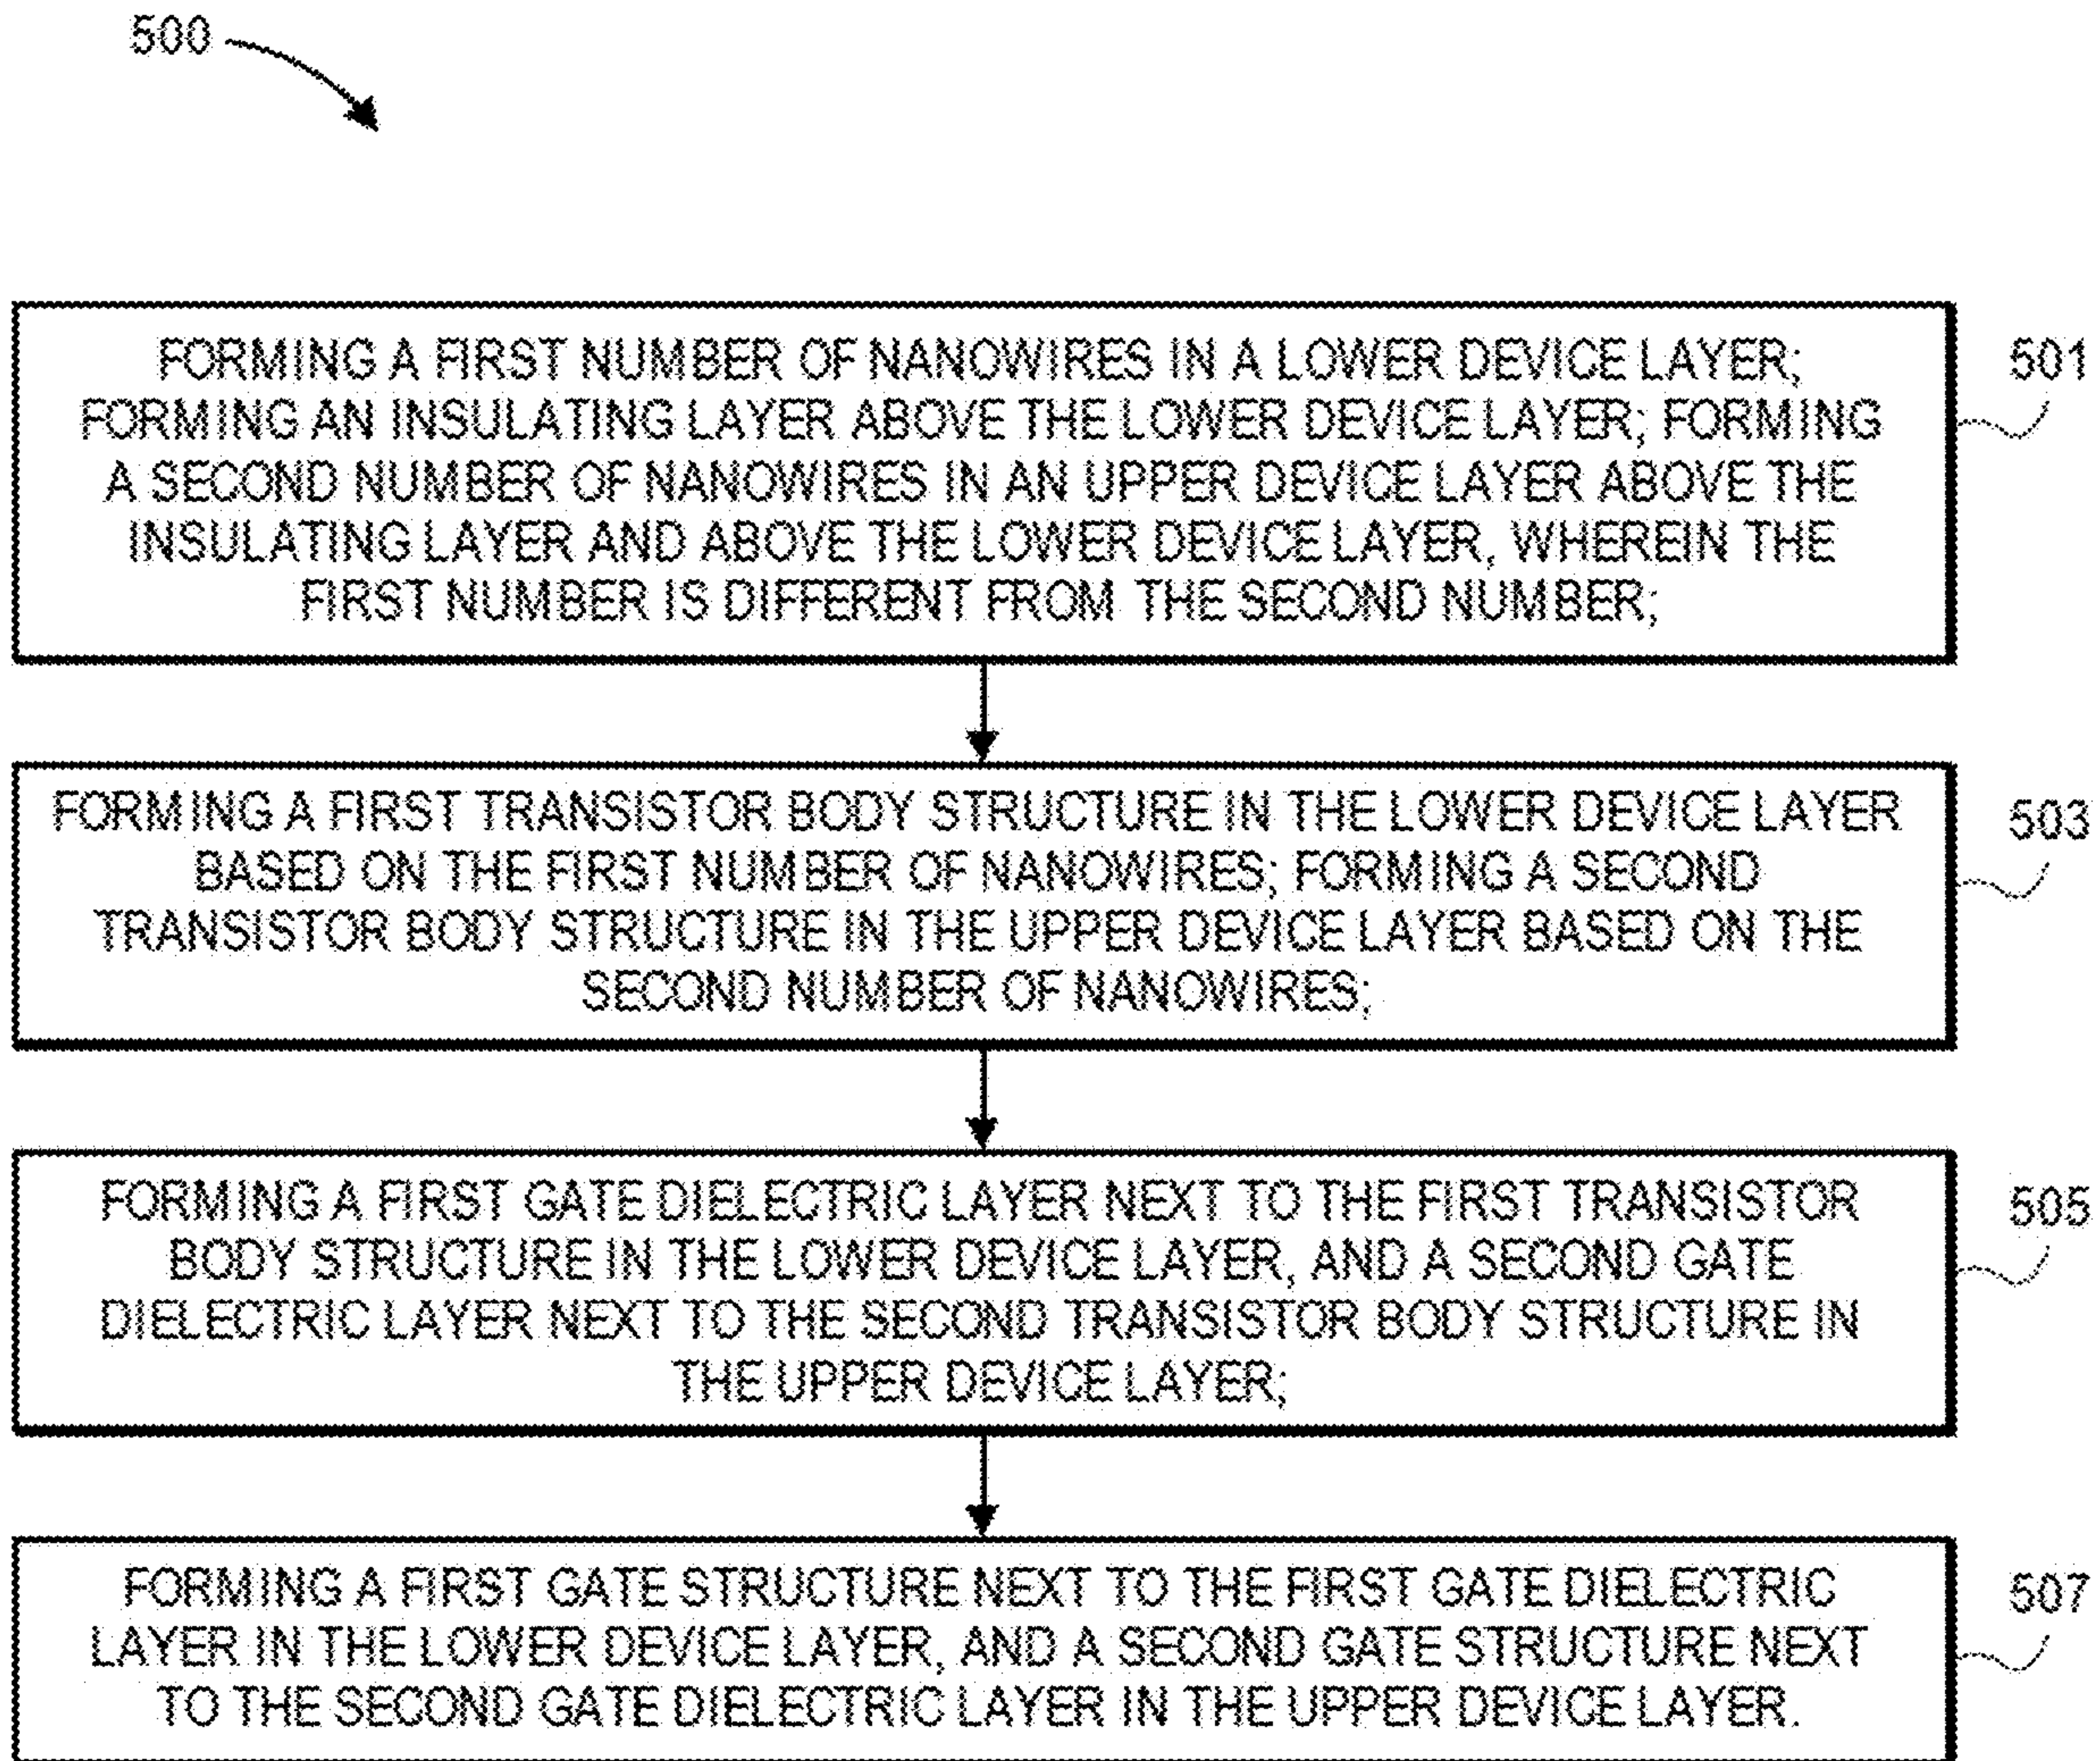 500
FORMING A FIRST NUMBER OF NANOWIRES IN A LOWER DEVICE LAYER;
FORMING AN INSULATING LAYER ABOVE THE LOWER DEVICE LAYER; FORMING
A SECOND NUMBER OF NANOWIRES IN AN UPPER DEVICE LAYER ABOVE THE
INSULATING LAYER AND ABOVE THE LOWER DEVICE LAYER, WHEREIN THE
FIRST NUMBER IS DIFFERENT FROM THE SECOND NUMBER;
501
FORMING A FIRST TRANSISTOR BODY STRUCTURE IN THE LOWER DEVICE LAYER
BASED ON THE FIRST NUMBER OF NANOWIRES; FORMING A SECOND
TRANSISTOR BODY STRUCTURE IN THE UPPER DEVICE LAYER BASED ON THE
SECOND NUMBER OF NANOWIRES;
503
FORMING A FIRST GATE DIELECTRIC LAYER NEXT TO THE FIRST TRANSISTOR
BODY STRUCTURE IN THE LOWER DEVICE LAYER, AND A SECOND GATE
DIELECTRIC LAYER NEXT TO THE SECOND TRANSISTOR BODY STRUCTURE IN
THE UPPER DEVICE LAYER;
505
FORMING A FIRST GATE STRUCTURE NEXT TO THE FIRST GATE DIELECTRIC
LAYER IN THE LOWER DEVICE LAYER, AND A SECOND GATE STRUCTURE NEXT
TO THE SECOND GATE DIELECTRIC LAYER IN THE UPPER DEVICE LAYER.
507